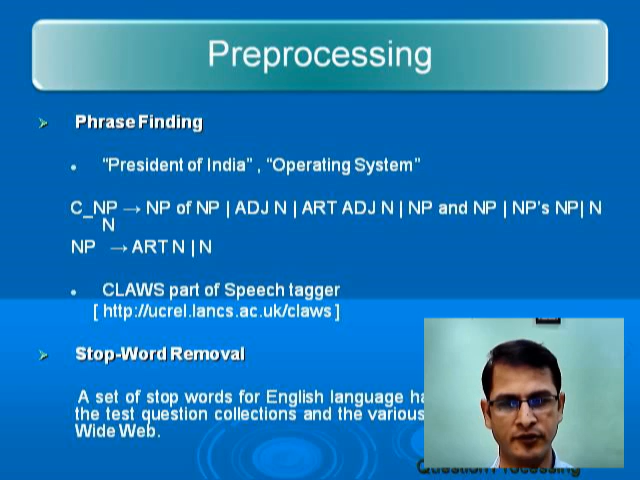 Preprocessing
Phrase Finding
"President of India" , "Operating System"
C_NP → NP of NP | ADJ N | ART ADJ N | NP and NP | NP's NP| N
N
NP → ART N | N
CLAWS part of Speech tagger
[ http://ucrel.lancs.ac.uk/claws ]
Stop-Word Removal
A set of stop words for English language
the test question collections and the various
Wide Web.
Question Processing